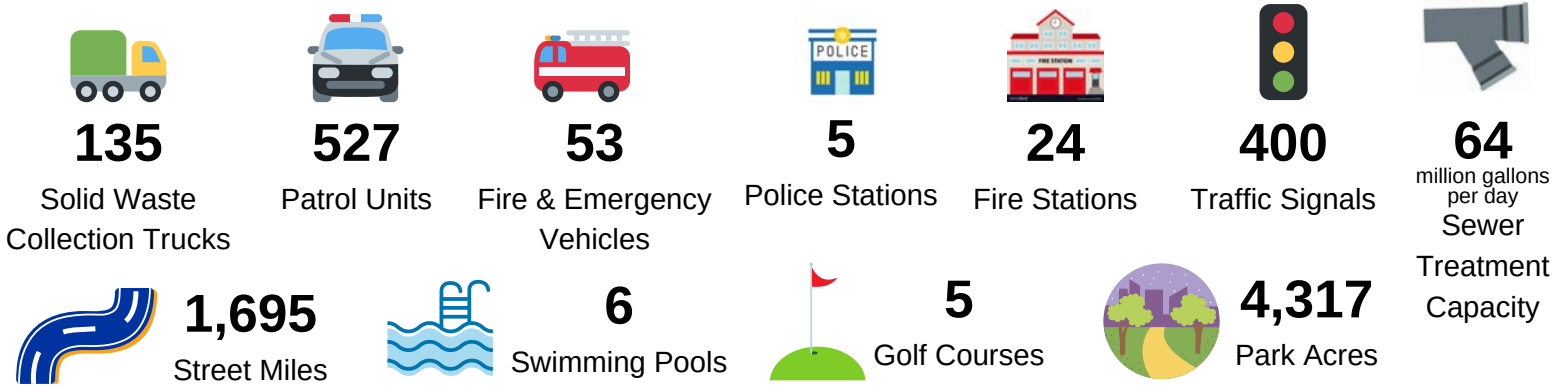 POLICE
FIRE STATION
135
Solid Waste
Collection Trucks
527
Patrol Units
53
Fire & Emergency
Vehicles
5
Police Stations
24
Fire Stations
400
Traffic Signals
64
million gallons
per day
Sewer
Treatment
Capacity
1,695
Street Miles
6
Swimming Pools
5
Golf Courses
4,317
Park Acres